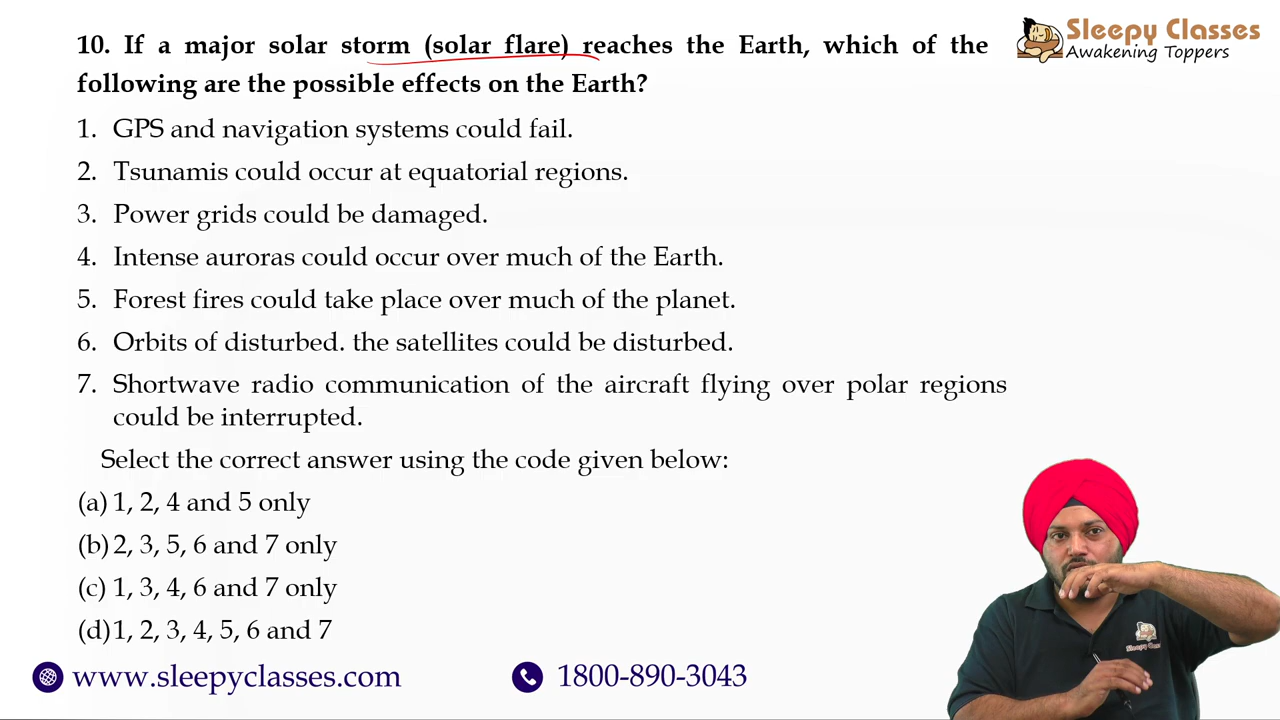 10. If a major solar storm (solar flare) reaches the Earth, which of the
following are the possible effects on the Earth?
1. GPS and navigation systems could fail.
2. Tsunamis could occur at equatorial regions.
3. Power grids could be damaged.
4. Intense auroras could occur over much of the Earth.
5. Forest fires could take place over much of the planet.
6. Orbits of disturbed. the satellites could be disturbed.
7. Shortwave radio communication of the aircraft flying over polar regions
could be interrupted.
Select the correct answer using the code given below:
(a) 1, 2, 4 and 5 only
(b) 2, 3, 5, 6 and 7 only
(c) 1, 3, 4, 6 and 7 only
(d) 1, 2, 3, 4, 5, 6 and 7
Sleepy Classes
Awakening Toppers
www.sleepyclasses.com
1800-890-3043